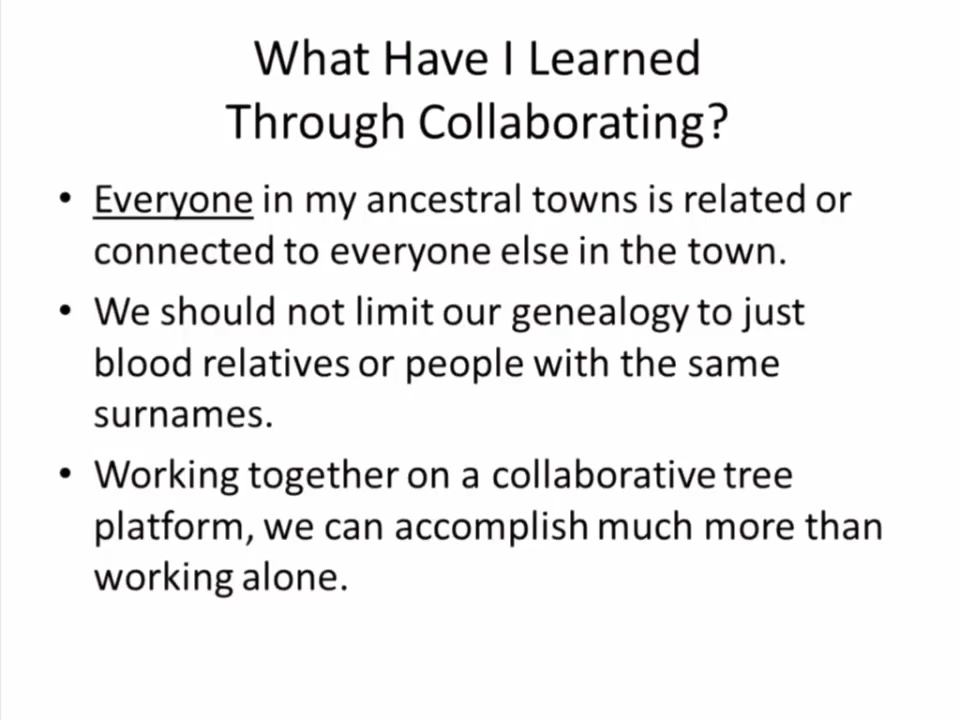 What Have I Learned
Through Collaborating?
• Everyone in my ancestral towns is related or
connected to everyone else in the town.
• We should not limit our genealogy to just
blood relatives or people with the same
surnames.
• Working together on a collaborative tree
platform, we can accomplish much more than
working alone.